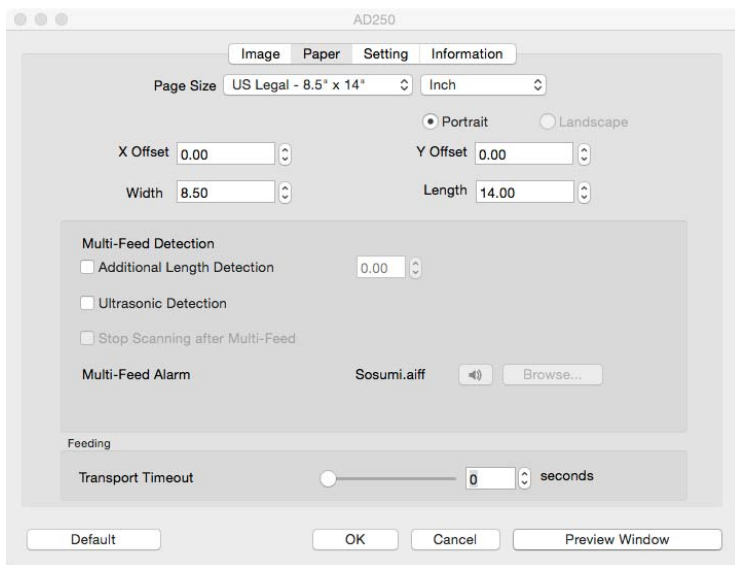 AD250
Image Paper Setting Information
Page Size US Legal - 8.5" x 14" Inch
Portrait Landscape
X Offset 0.00 Y Offset 0.00
Width 8.50 Length 14.00
Multi-Feed Detection
Additional Length Detection 0.00
Ultrasonic Detection
Stop Scanning after Multi-Feed
Multi-Feed Alarm Sosumi.aiff Browse...
Feeding
Transport Timeout 0 seconds
Default OK Cancel Preview Window